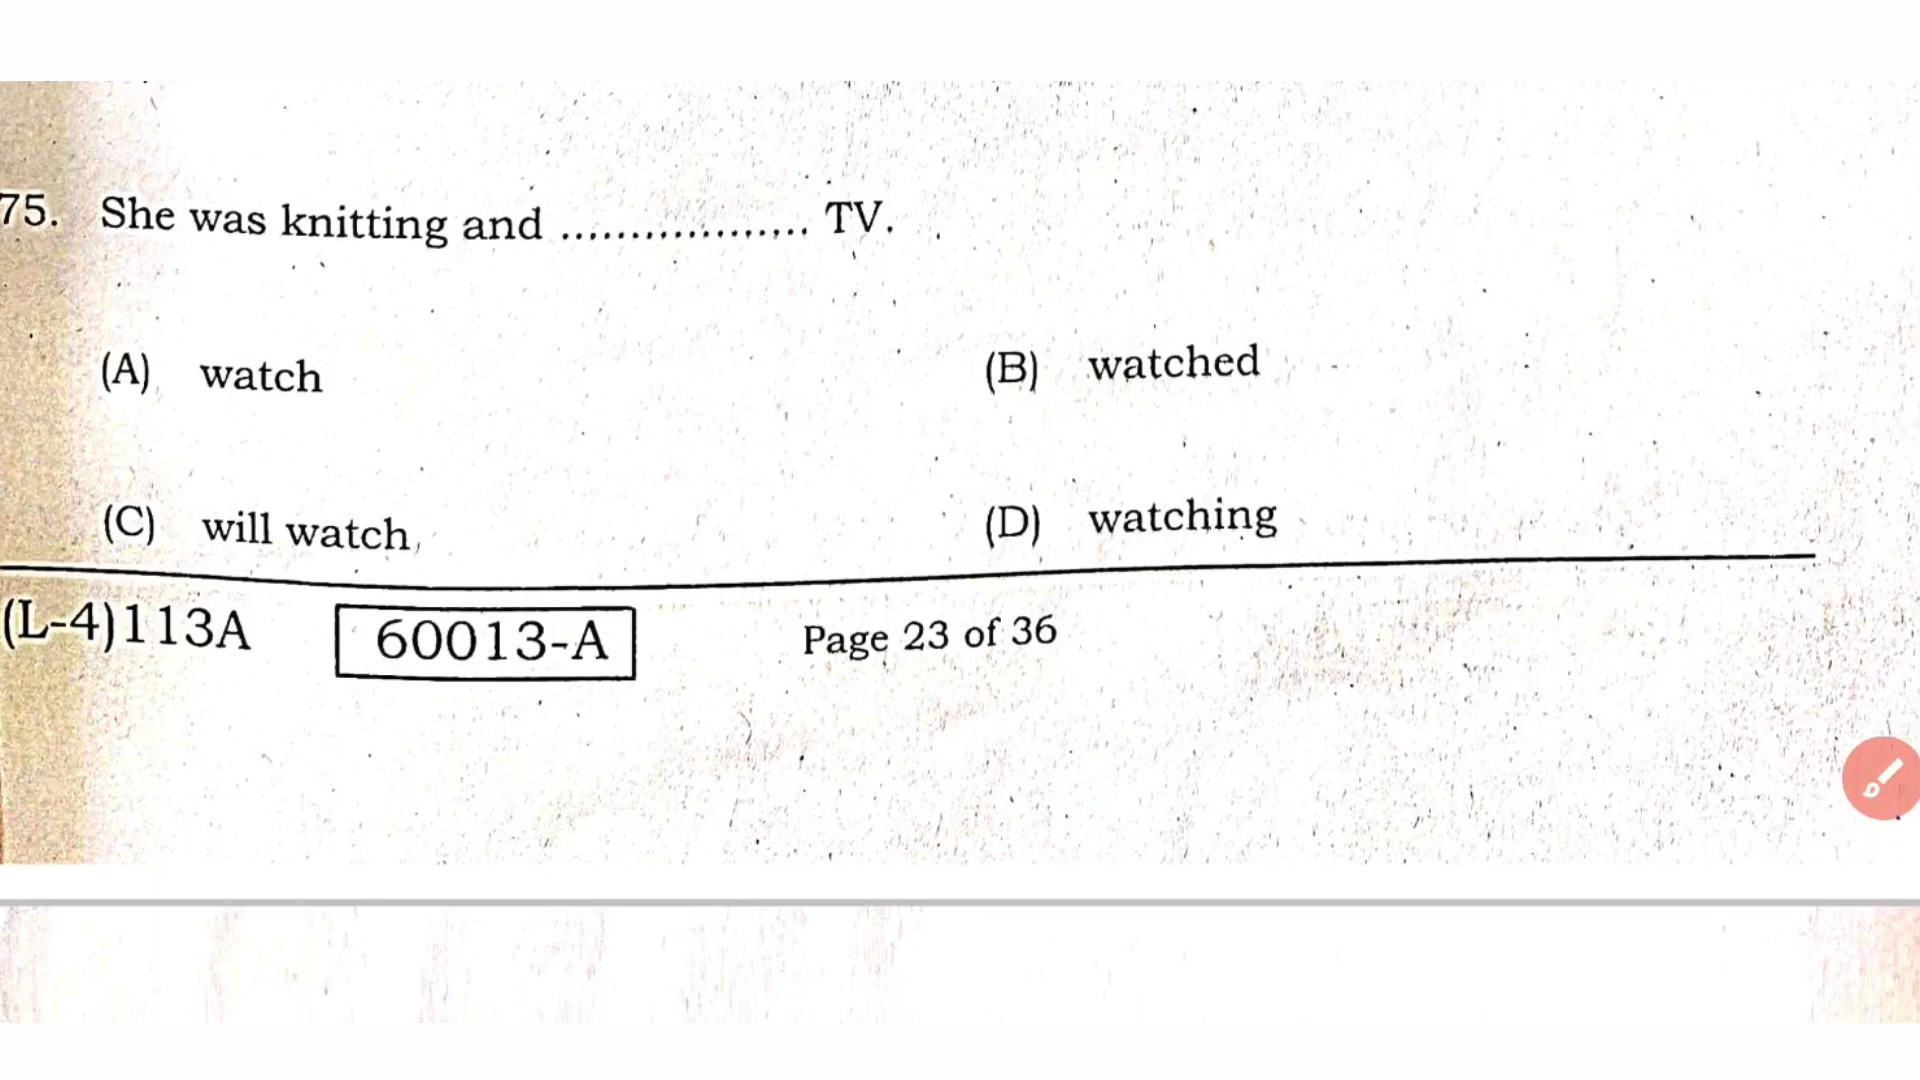 75. She was knitting and .................. TV.
(A) watch
(B) watched
(C) will watch
(D) watching
(L-4)113A
60013-A
Page 23 of 36